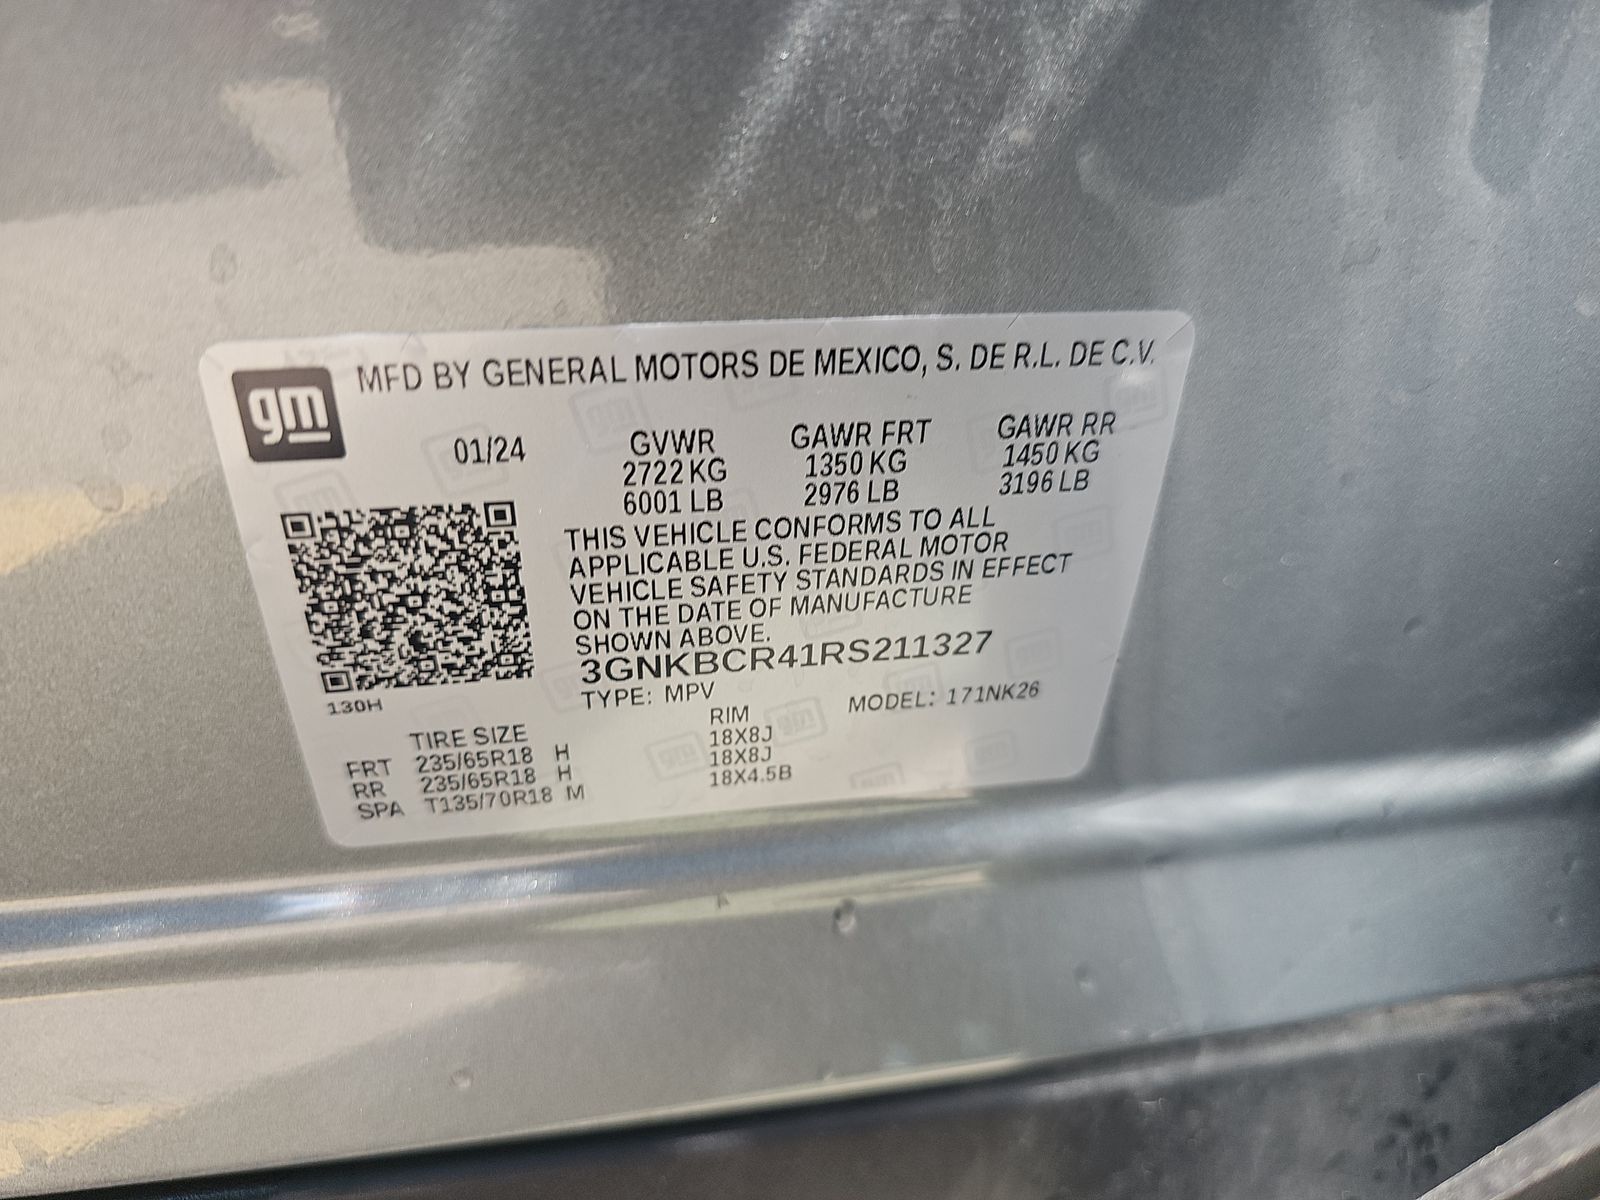 gm
MFD BY GENERAL MOTORS DE MEXICO, S. DE R.L. DE C.V.
01/24 GVWR GAWR FRT GAWR RR
2722 KG 1350 KG 1450 KG
6001 LB 2976 LB 3196 LB
THIS VEHICLE CONFORMS TO ALL
APPLICABLE U.S. FEDERAL MOTOR
VEHICLE SAFETY STANDARDS IN EFFECT
ON THE DATE OF MANUFACTURE
SHOWN ABOVE.
3GNKBCR41RS211327
TYPE: MPV MODEL: 171NK26
130H
TIRE SIZE RIM
FRT 235/65R18 H 18X8J
RR 235/65R18 H 18X8J
SPA T135/70R18 M 18X4.5B